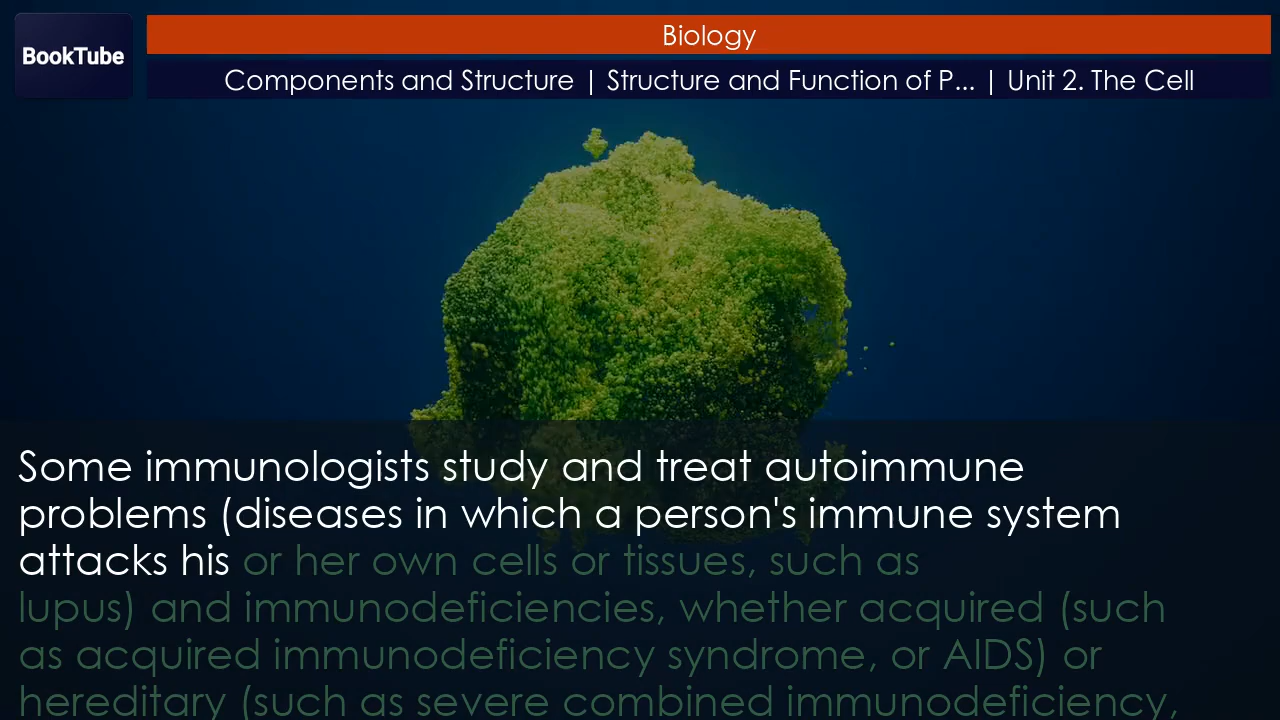 BookTube
Biology
Components and Structure | Structure and Function of P... | Unit 2. The Cell
Some immunologists study and treat autoimmune
problems (diseases in which a person's immune system
attacks his or her own cells or tissues, such as
lupus) and immunodeficiencies, whether acquired (such
as acquired immunodeficiency syndrome, or AIDS) or
hereditary (such as severe combined immunodeficiency,